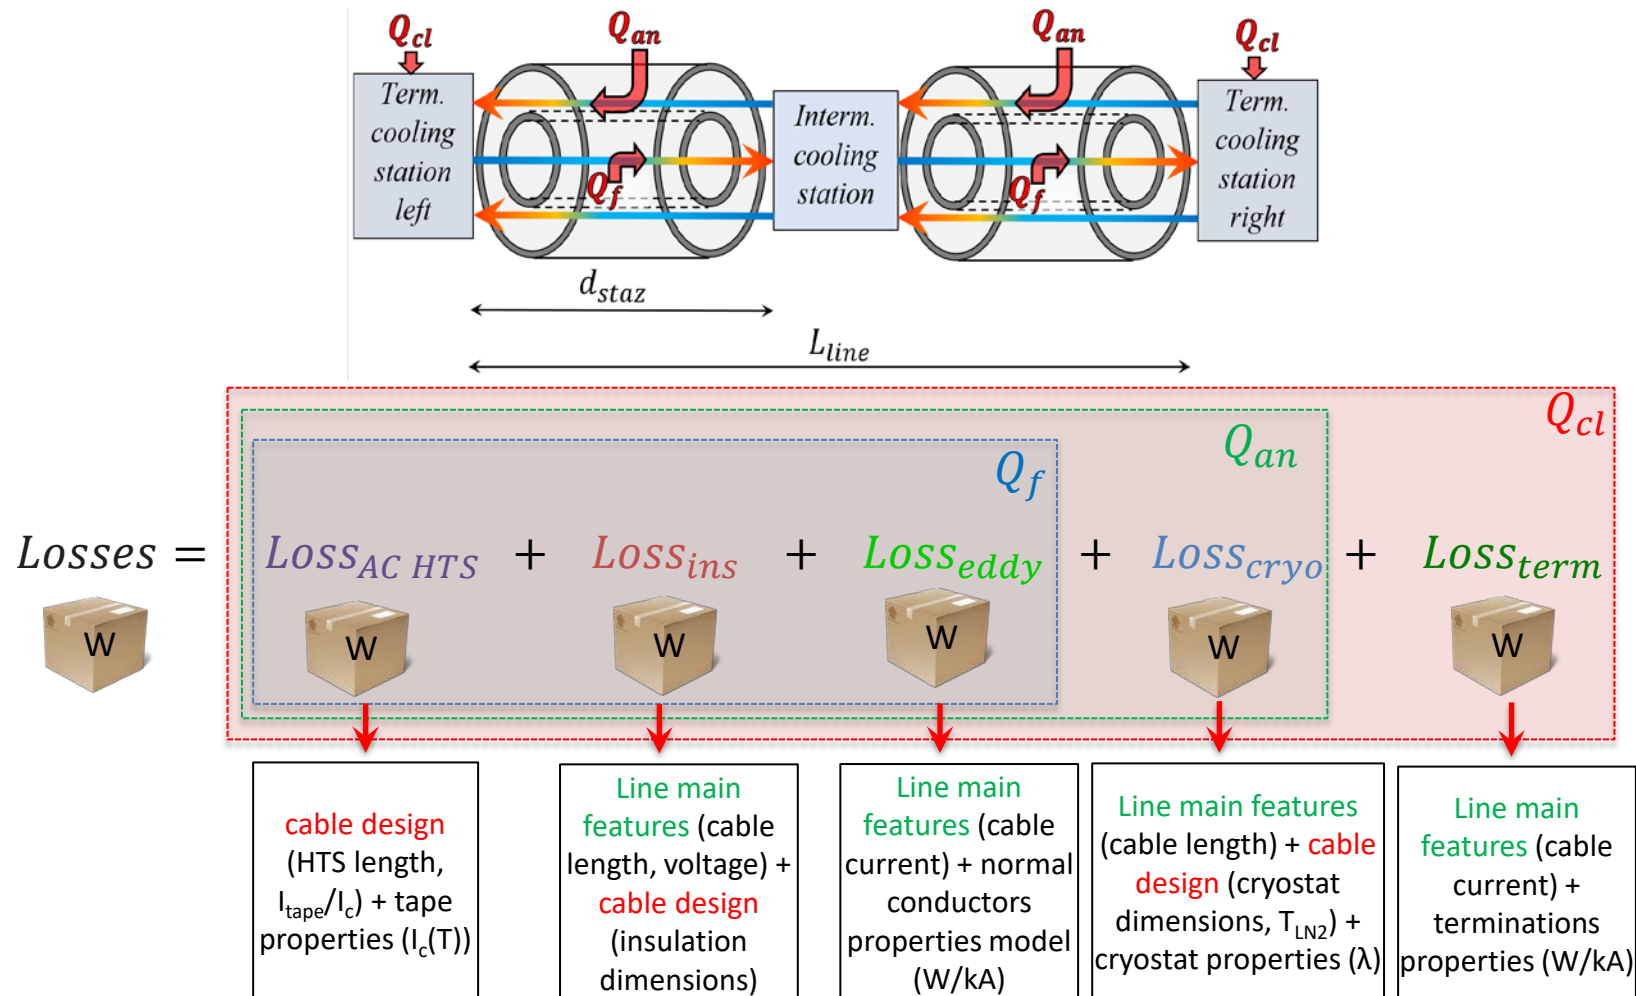 Q_cl
Q_an
Q_an
Q_cl
Term.
cooling
station
left
Interm.
cooling
station
Term.
cooling
station
right
Q_f
Q_f
d_staz
L_line
Q_cl
Q_an
Q_f
Losses = Loss_AC HTS + Loss_ins + Loss_eddy + Loss_cryo + Loss_term
W W W W W W
cable design
(HTS length,
I_tape/I_c) + tape
properties (I_c(T))
Line main
features (cable
length, voltage) +
cable design
(insulation
dimensions)
Line main
features (cable
current) + normal
conductors
properties model
(W/kA)
Line main features
(cable length) + cable
design (cryostat
dimensions, T_LN2) +
cryostat properties (λ)
Line main
features (cable
current) +
terminations
properties (W/kA)